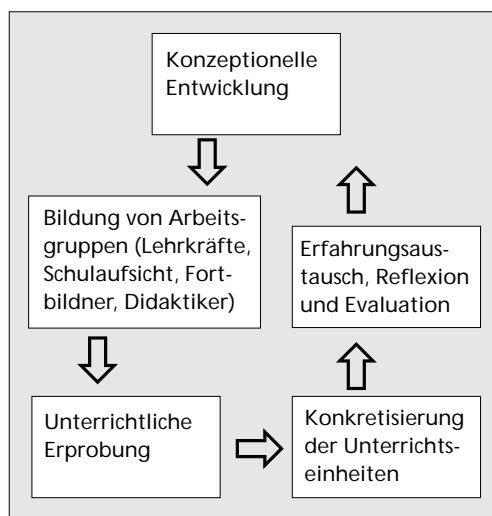 Konzeptionelle
Entwicklung
Bildung von Arbeits-
gruppen (Lehrkräfte,
Schulaufsicht, Fort-
bildner, Didaktiker)
Erfahrungsaus-
tausch, Reflexion
und Evaluation
Unterrichtliche
Erprobung
Konkretisierung
der Unterrichts-
einheiten